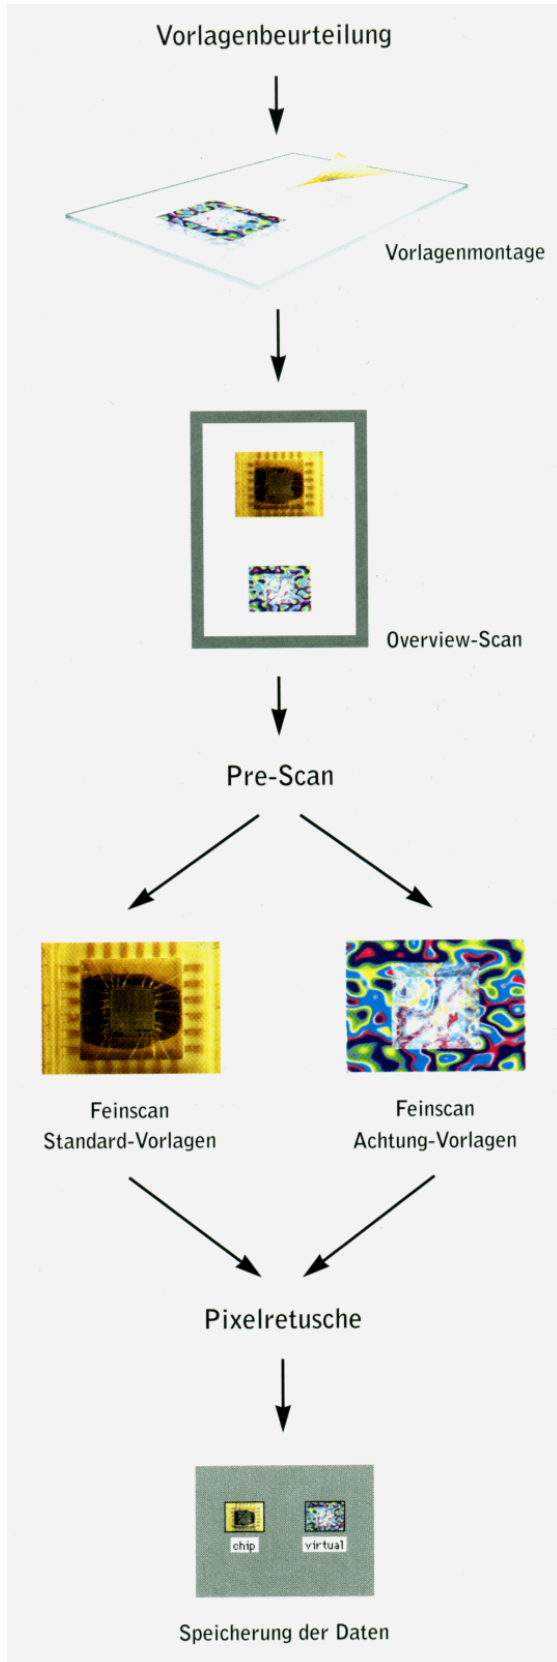 Vorlagenbeurteilung
Vorlagenmontage
Overview-Scan
Pre-Scan
Feinscan
Standard-Vorlagen
Feinscan
Achtung-Vorlagen
Pixelretusche
chip
virtual
Speicherung der Daten